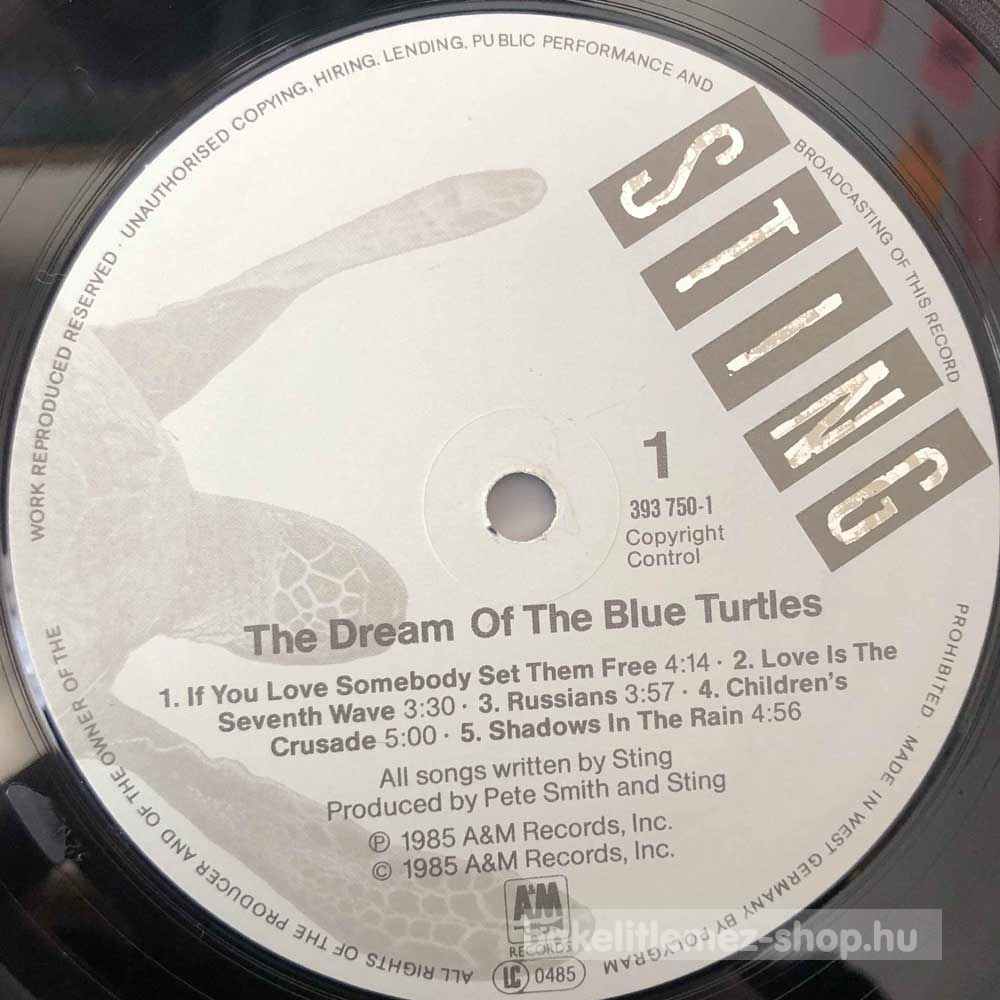 WORK REPRODUCED RESERVED · UNAUTHORISED COPYING, HIRING, LENDING, PUBLIC PERFORMANCE AND BROADCASTING OF THIS RECORD PROHIBITED · MADE IN WEST GERMANY BY POLYGRAM
STING
1
393 750-1
Copyright
Control
The Dream Of The Blue Turtles
1. If You Love Somebody Set Them Free 4:14 · 2. Love Is The
Seventh Wave 3:30 · 3. Russians 3:57 · 4. Children's
Crusade 5:00 · 5. Shadows In The Rain 4:56
All songs written by Sting
Produced by Pete Smith and Sting
℗ 1985 A&M Records, Inc.
© 1985 A&M Records, Inc.
A&M
RECORDS
LC 0485
ALL RIGHTS OF THE PRODUCER AND OF THE OWNER OF THE
bakelitlemez-shop.hu